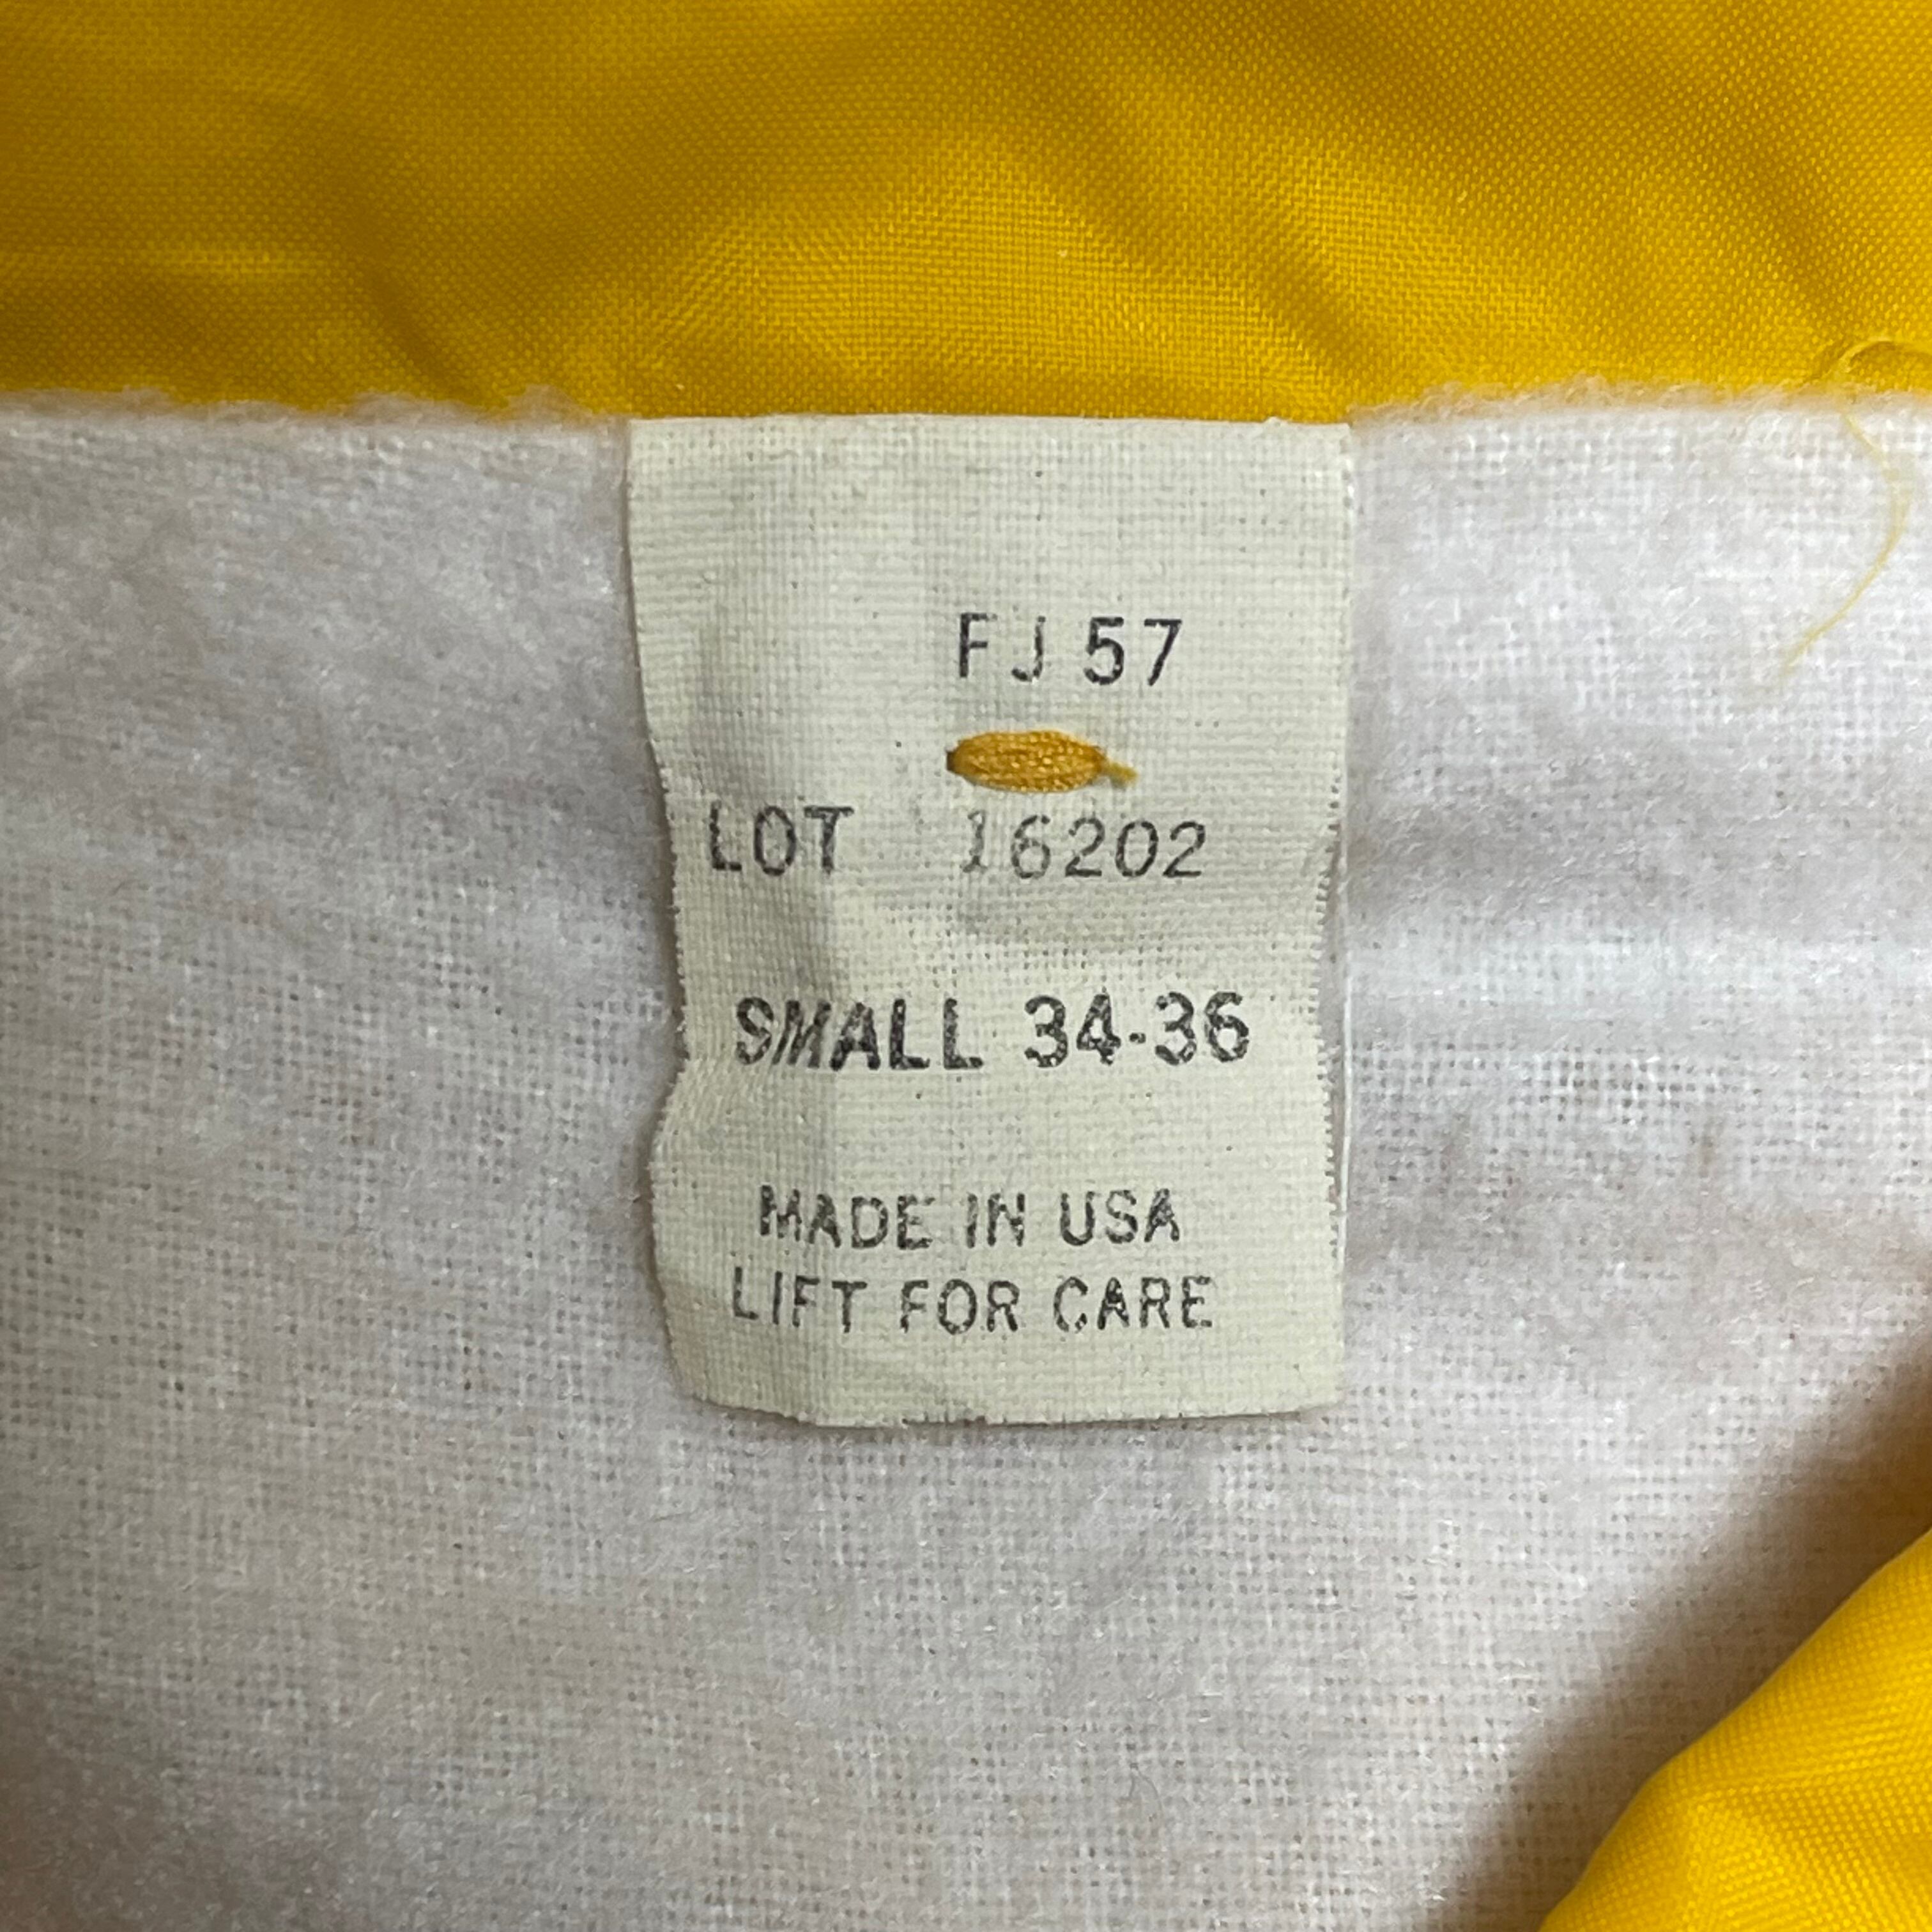 FJ 57
LOT 16202
SMALL 34-36
MADE IN USA
LIFT FOR CARE